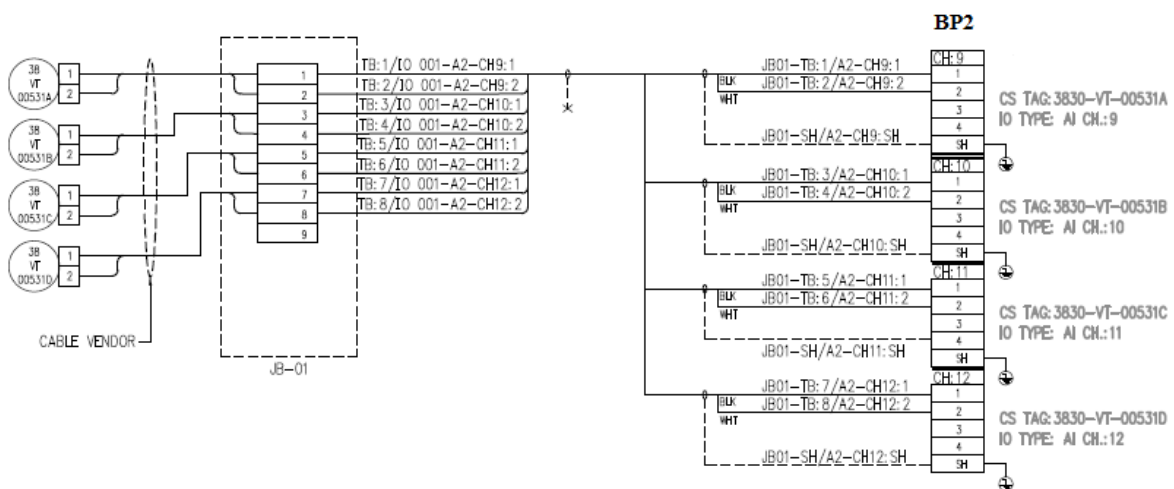 BP2
38
VT
00531A
1
2
38
VT
00531B
1
2
38
VT
00531C
1
2
38
VT
00531D
1
2
CABLE VENDOR
1
2
3
4
5
6
7
8
9
JB-01
TB:1/IO 001-A2-CH9:1
TB:2/IO 001-A2-CH9:2
TB:3/IO 001-A2-CH10:1
TB:4/IO 001-A2-CH10:2
TB:5/IO 001-A2-CH11:1
TB:6/IO 001-A2-CH11:2
TB:7/IO 001-A2-CH12:1
TB:8/IO 001-A2-CH12:2
JB01-TB:1/A2-CH9:1
BLK
JB01-TB:2/A2-CH9:2
WHT
JB01-SH/A2-CH9:SH
CH:9
1
2
3
4
SH
CS TAG:3830-VT-00531A
IO TYPE: AI CH.:9
JB01-TB:3/A2-CH10:1
BLK
JB01-TB:4/A2-CH10:2
WHT
JB01-SH/A2-CH10:SH
CH:10
1
2
3
4
SH
CS TAG:3830-VT-00531B
IO TYPE: AI CH.:10
JB01-TB:5/A2-CH11:1
BLK
JB01-TB:6/A2-CH11:2
WHT
JB01-SH/A2-CH11:SH
CH:11
1
2
3
4
SH
CS TAG:3830-VT-00531C
IO TYPE: AI CH.:11
JB01-TB:7/A2-CH12:1
BLK
JB01-TB:8/A2-CH12:2
WHT
JB01-SH/A2-CH12:SH
CH:12
1
2
3
4
SH
CS TAG:3830-VT-00531D
IO TYPE: AI CH.:12